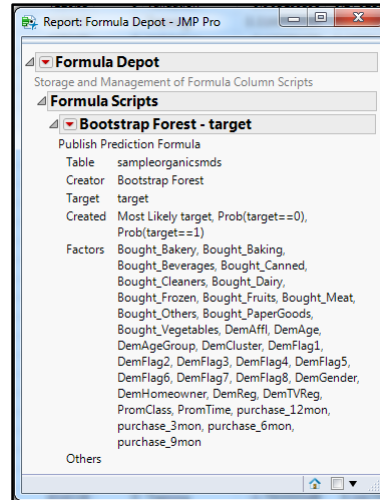 Report: Formula Depot - JMP Pro
Formula Depot
Storage and Management of Formula Column Scripts
Formula Scripts
Bootstrap Forest - target
Publish Prediction Formula
Table sampleorganicsmds
Creator Bootstrap Forest
Target target
Created Most Likely target, Prob(target==0),
Prob(target==1)
Factors Bought_Bakery, Bought_Baking,
Bought_Beverages, Bought_Canned,
Bought_Cleaners, Bought_Dairy,
Bought_Frozen, Bought_Fruits, Bought_Meat,
Bought_Others, Bought_PaperGoods,
Bought_Vegetables, DemAffl, DemAge,
DemAgeGroup, DemCluster, DemFlag1,
DemFlag2, DemFlag3, DemFlag4, DemFlag5,
DemFlag6, DemFlag7, DemFlag8, DemGender,
DemHomeowner, DemReg, DemTVReg,
PromClass, PromTime, purchase_12mon,
purchase_3mon, purchase_6mon,
purchase_9mon
Others